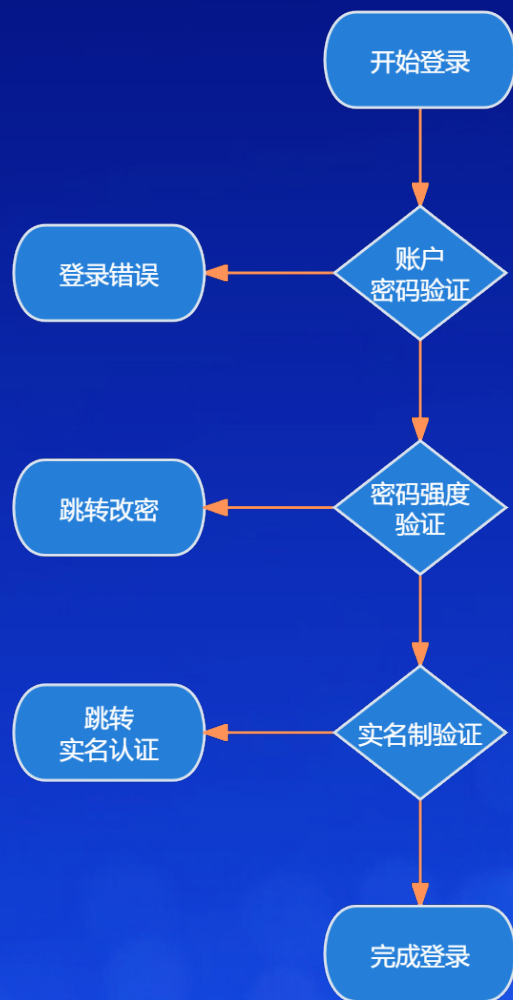 开始登录
账户
密码验证
登录错误
密码强度
验证
跳转改密
实名制验证
跳转
实名认证
完成登录